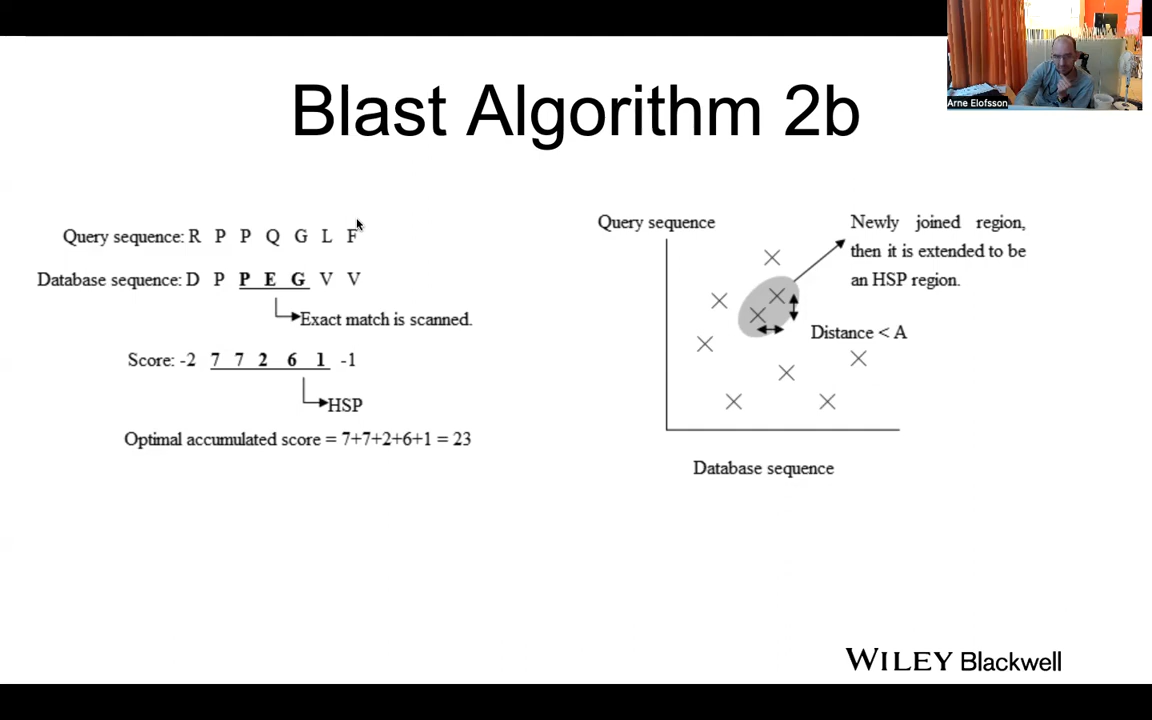 Blast Algorithm 2b
Arne Elofsson
Query sequence: R P P Q G L F
Database sequence: D P P E G V V
Exact match is scanned.
Score: -2 7 7 2 6 1 -1
HSP
Optimal accumulated score = 7+7+2+6+1 = 23
Query sequence
Newly joined region,
then it is extended to be
an HSP region.
Distance < A
Database sequence
WILEY Blackwell